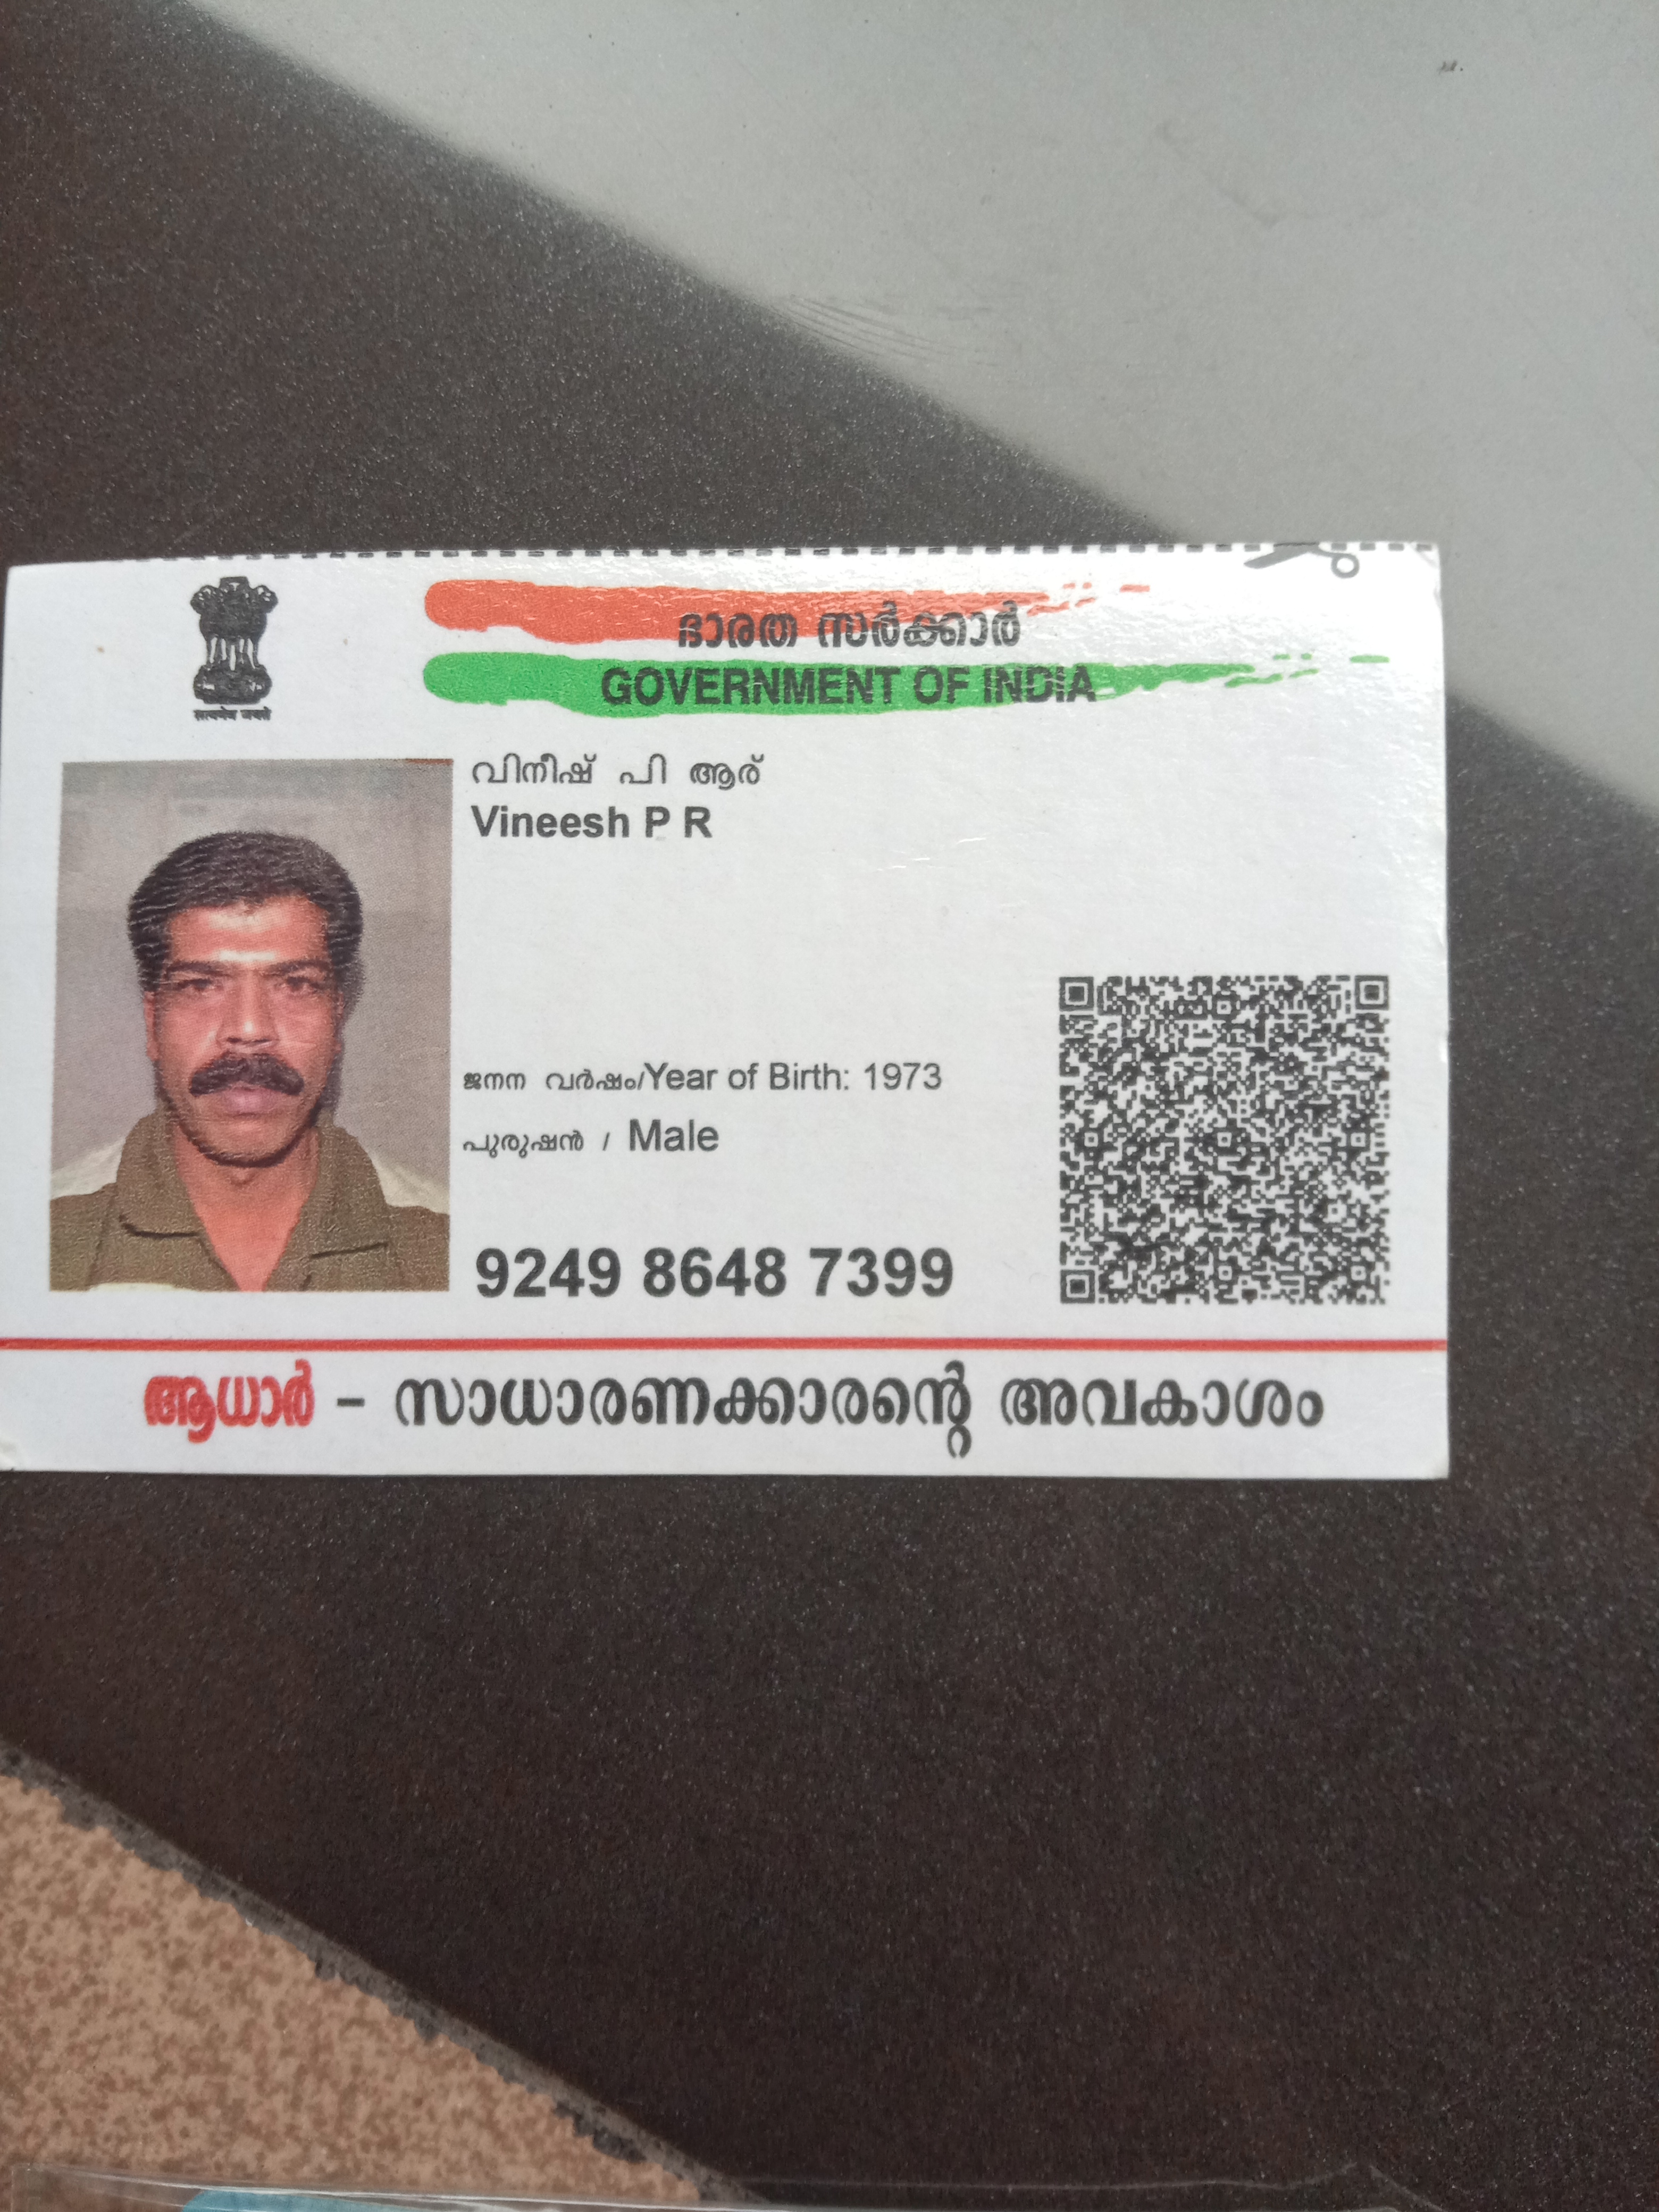 ഭാരത സർക്കാർ
GOVERNMENT OF INDIA
सत्यमेव जयते
വിനീഷ് പി ആര്
Vineesh P R
ജനന വർഷം/Year of Birth: 1973
പുരുഷൻ / Male
9249 8648 7399
ആധാർ - സാധാരണക്കാരന്റെ അവകാശം